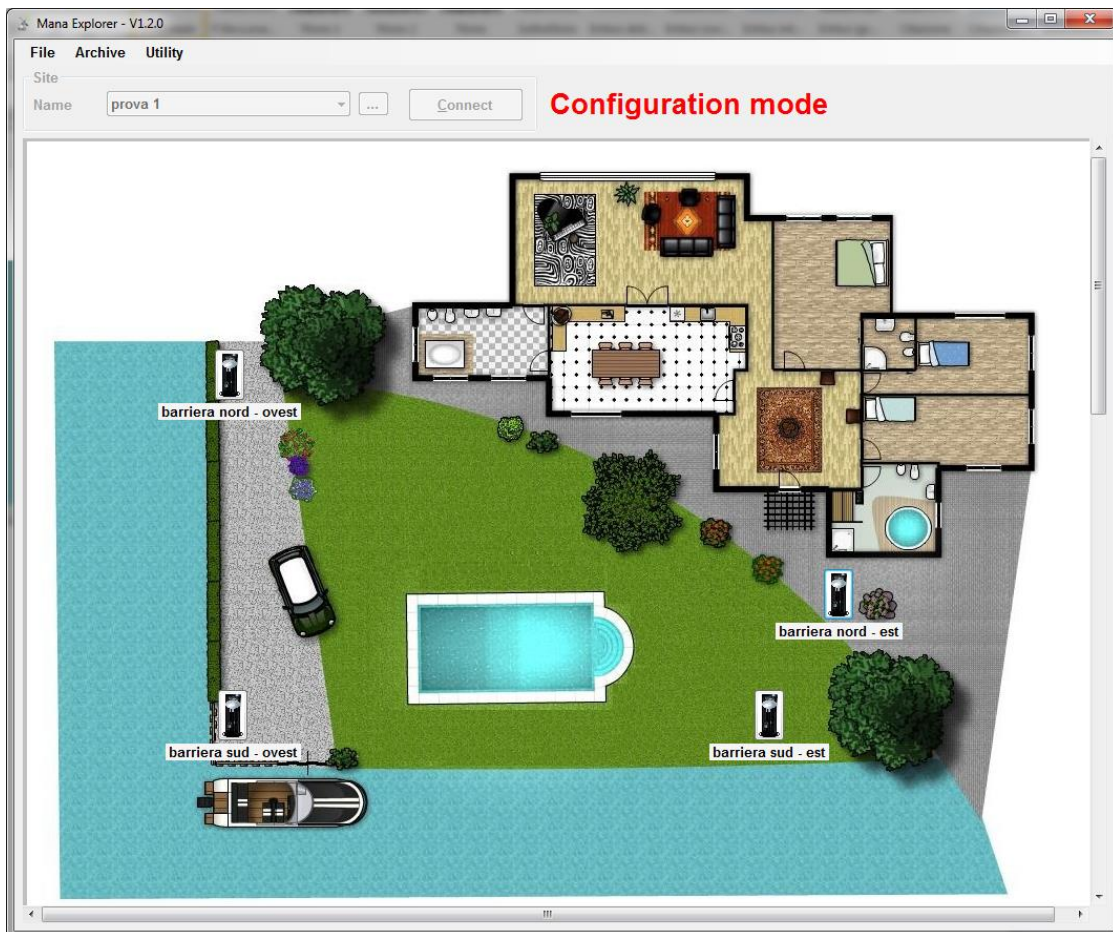 Mana Explorer - V1.2.0
File Archive Utility
Site
Name prova 1 ... Connect
Configuration mode
barriera nord - ovest
barriera nord - est
barriera sud - ovest
barriera sud - est